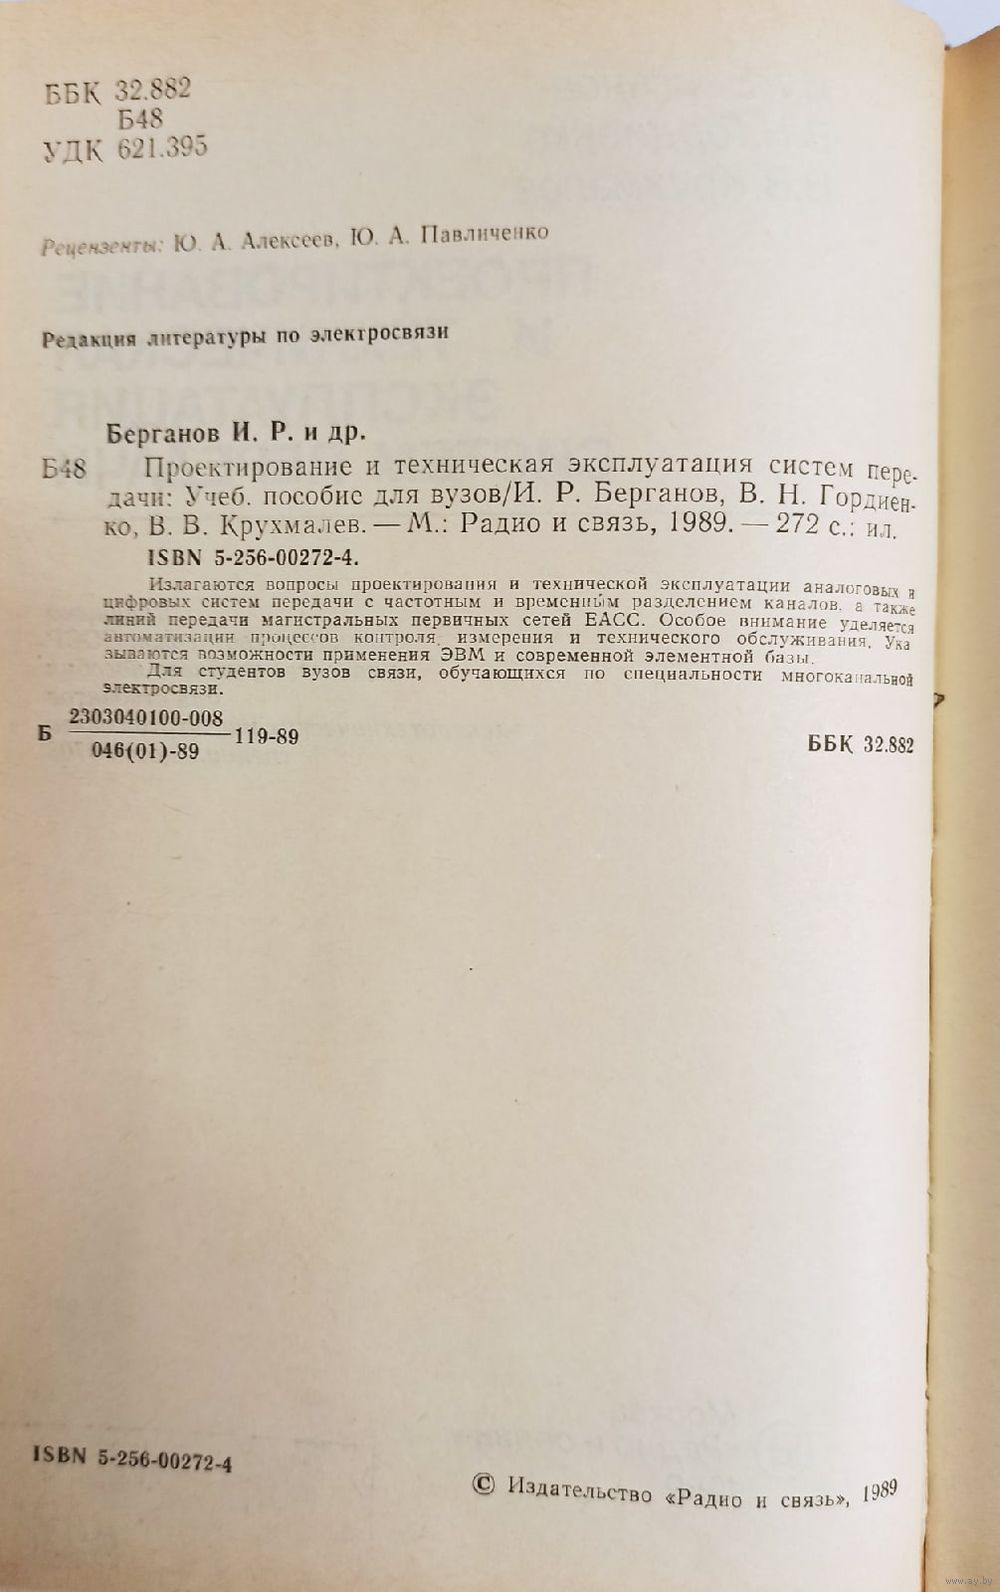 ББК 32.882
Б48
УДК 621.395
Рецензенты: Ю. А. Алексеев, Ю. А. Павличенко
Редакция литературы по электросвязи
Берганов И. Р. и др.
Б48 Проектирование и техническая эксплуатация систем пере-
дачи: Учеб. пособие для вузов/И. Р. Берганов, В. Н. Гордиен-
ко, В. В. Крухмалев. — М.: Радио и связь, 1989. — 272 с.: ил.
ISBN 5-256-00272-4.
Излагаются вопросы проектирования и технической эксплуатации аналоговых и
цифровых систем передачи с частотным и временным разделением каналов, а также
линий передачи магистральных первичных сетей ЕАСС. Особое внимание уделяется
автоматизации процессов контроля, измерения и технического обслуживания. Ука
зываются возможности применения ЭВМ и современной элементной базы.
Для студентов вузов связи, обучающихся по специальности многоканальной
электросвязи.
Б 2303040100-008
046(01)-89 119-89
ББК 32.882
ISBN 5-256-00272-4
© Издательство «Радио и связь», 1989
www.ay.by